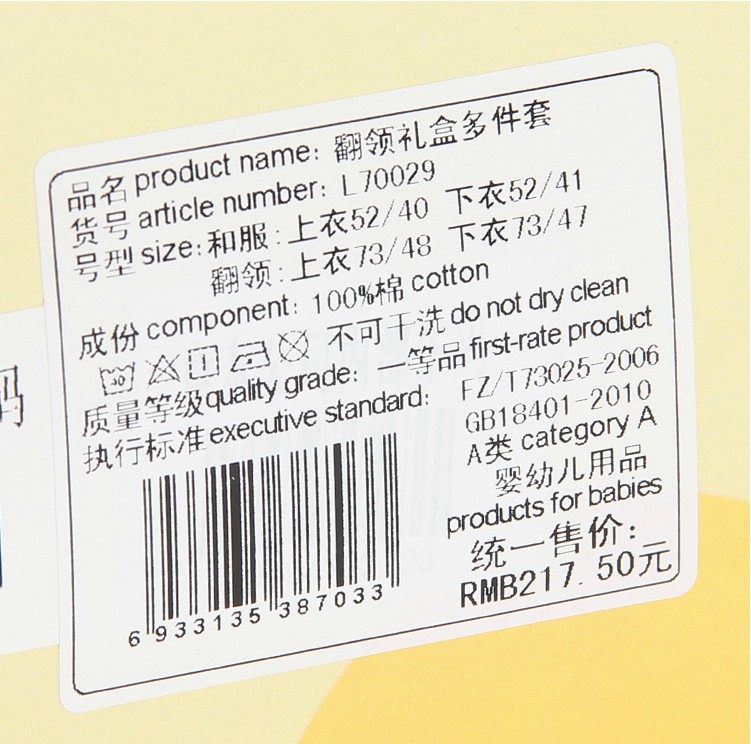 品名 product name: 翻领礼盒多件套
货号 article number: L70029
号型 size: 和服: 上衣52/40 下衣52/41
翻领: 上衣73/48 下衣73/47
成份 component: 100%棉 cotton
不可干洗 do not dry clean
质量等级 quality grade: 一等品 first-rate product
执行标准 executive standard: FZ/T73025-2006
GB18401-2010
A类 category A
婴幼儿用品
products for babies
统一售价:
RMB217.50元
6 933135 387033
码